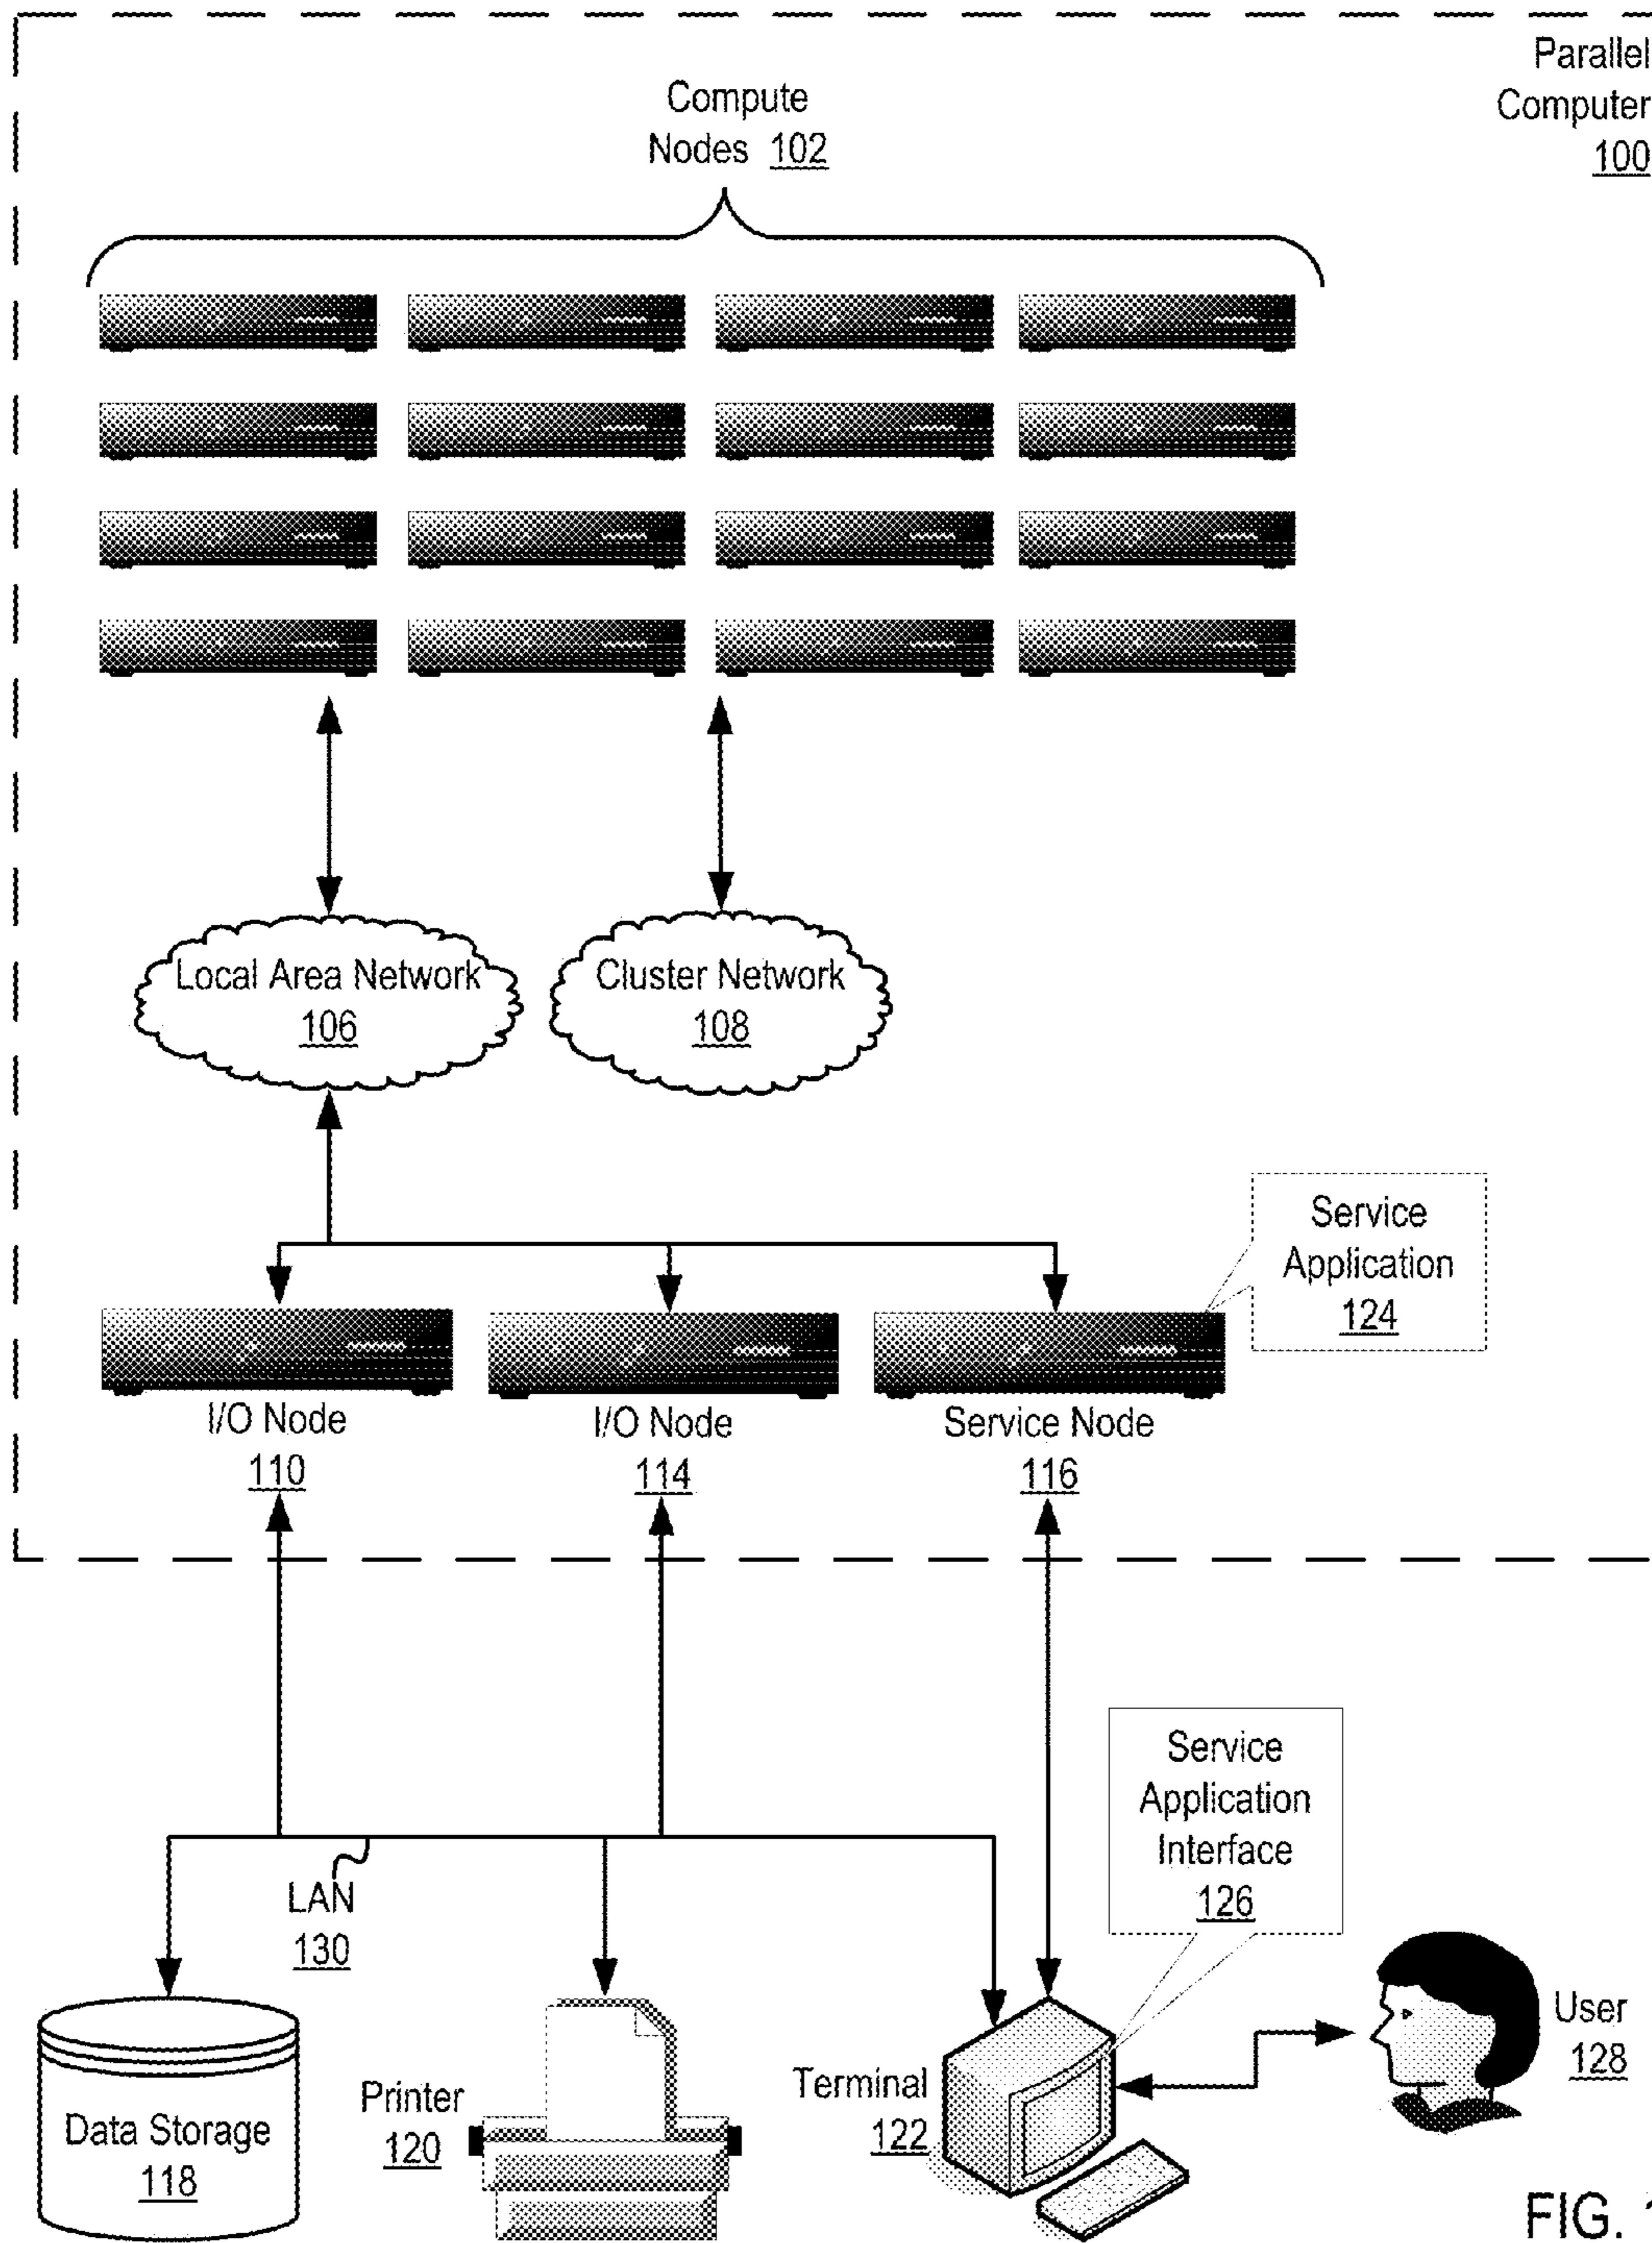 Parallel
Computer
100
Compute
Nodes 102
Local Area Network
106
Cluster Network
108
Service
Application
124
I/O Node
110
I/O Node
114
Service Node
116
Service
Application
Interface
126
LAN
130
User
128
Terminal
122
Printer
120
Data Storage
118
FIG.